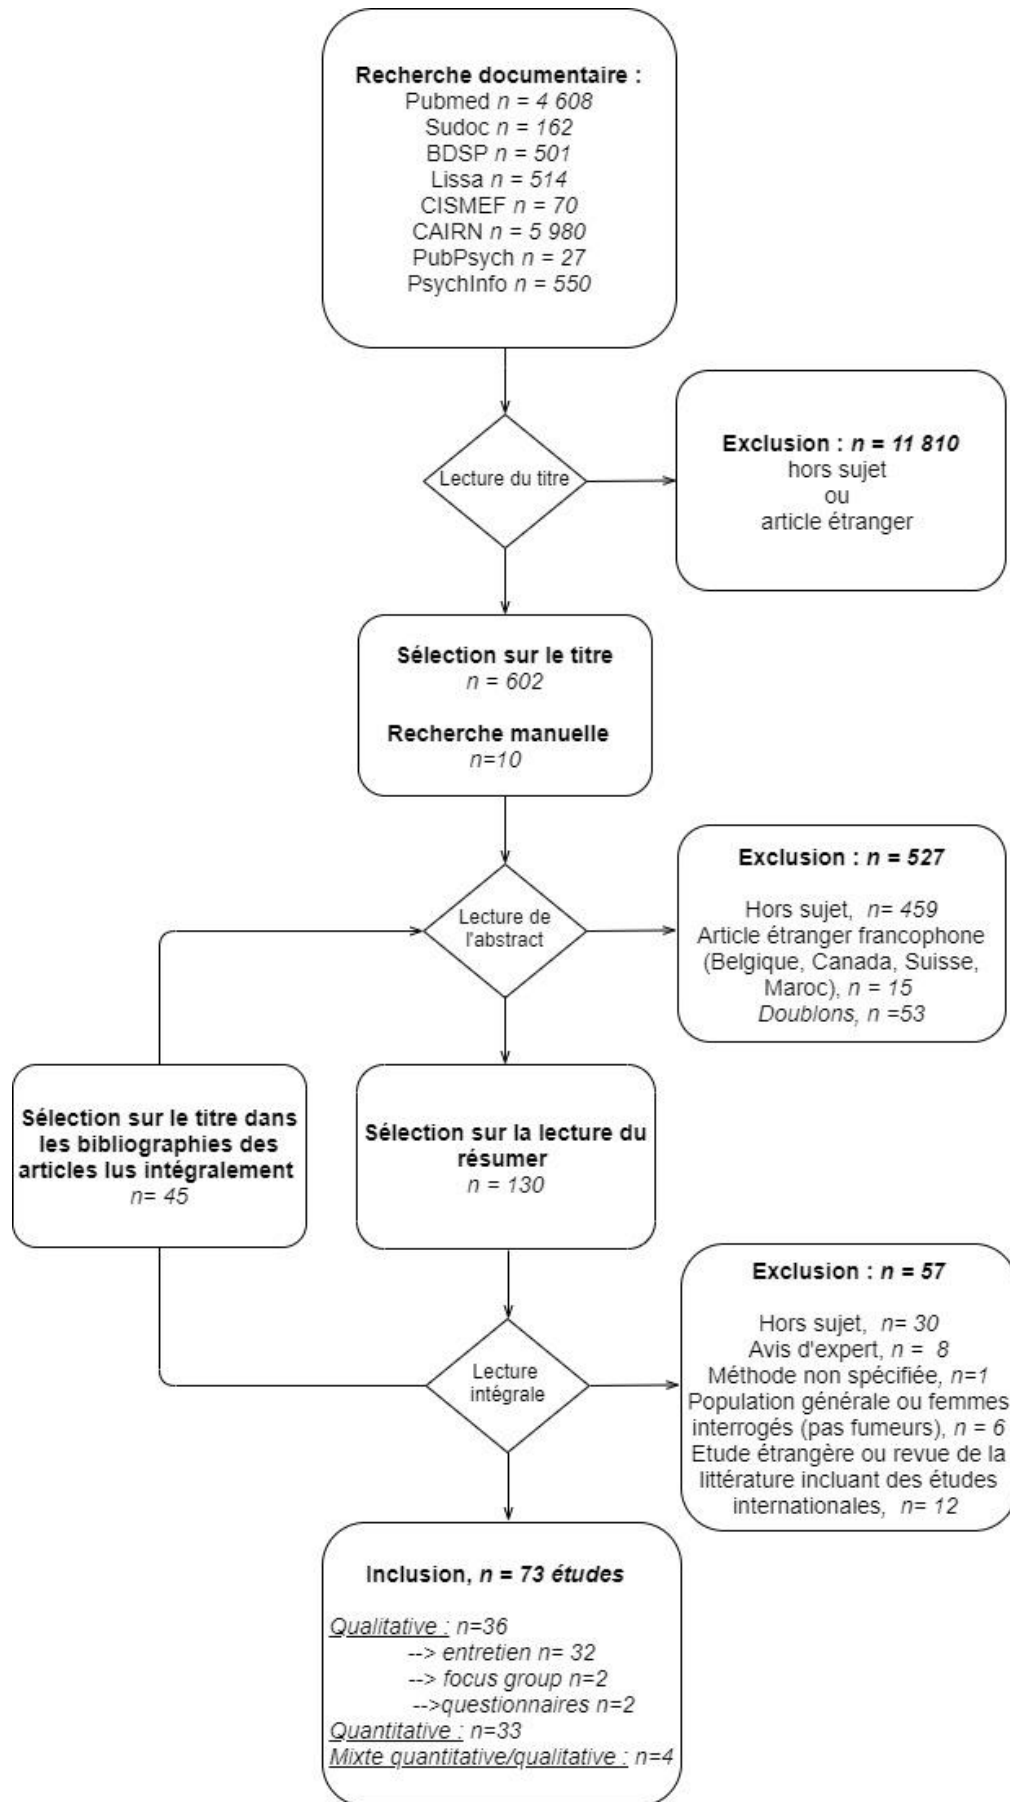 Recherche documentaire :
Pubmed n = 4 608
Sudoc n = 162
BDSP n = 501
Lissa n = 514
CISMEF n = 70
CAIRN n = 5 980
PubPsych n = 27
PsychInfo n = 550
Lecture du titre
Exclusion : n = 11 810
hors sujet
ou
article étranger
Sélection sur le titre
n = 602
Recherche manuelle
n=10
Lecture de
l'abstract
Exclusion : n = 527
Hors sujet, n= 459
Article étranger francophone
(Belgique, Canada, Suisse,
Maroc), n = 15
Doublons, n =53
Sélection sur le titre dans
les bibliographies des
articles lus intégralement
n= 45
Sélection sur la lecture du
résumer
n = 130
Lecture
intégrale
Exclusion : n = 57
Hors sujet, n= 30
Avis d'expert, n = 8
Méthode non spécifiée, n=1
Population générale ou femmes
interrogés (pas fumeurs), n = 6
Etude étrangère ou revue de la
littérature incluant des études
internationales, n= 12
Inclusion, n = 73 études
Qualitative : n=36
--> entretien n= 32
--> focus group n=2
-->questionnaires n=2
Quantitative : n=33
Mixte quantitative/qualitative : n=4